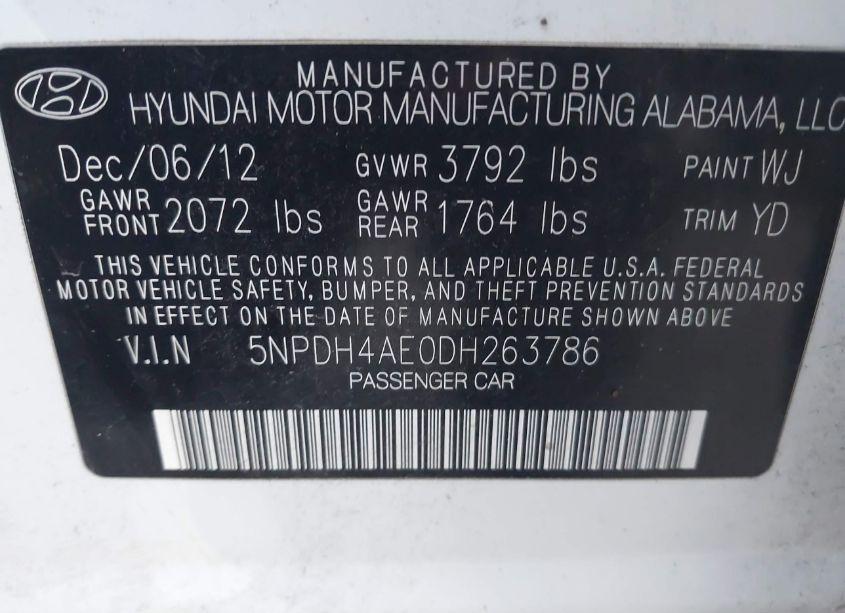 MANUFACTURED BY
HYUNDAI MOTOR MANUFACTURING ALABAMA, LLC
Dec/06/12 GVWR 3792 lbs PAINT WJ
GAWR FRONT 2072 lbs GAWR REAR 1764 lbs TRIM YD
THIS VEHICLE CONFORMS TO ALL APPLICABLE U.S.A. FEDERAL
MOTOR VEHICLE SAFETY, BUMPER, AND THEFT PREVENTION STANDARDS
IN EFFECT ON THE DATE OF MANUFACTURE SHOWN ABOVE
V.I.N 5NPDH4AE0DH263786
PASSENGER CAR